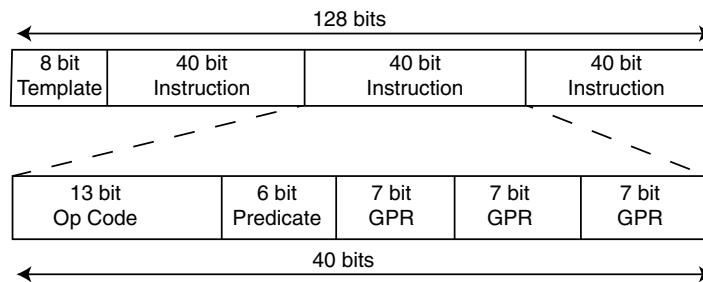 128 bits
8 bit
Template
40 bit
Instruction
40 bit
Instruction
40 bit
Instruction
13 bit
Op Code
6 bit
Predicate
7 bit
GPR
7 bit
GPR
7 bit
GPR
40 bits